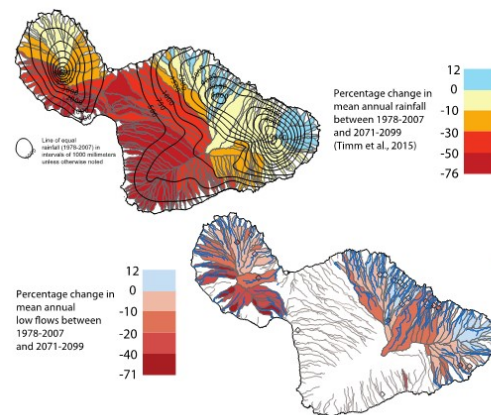 Line of equal
rainfall (1978-2007) in
intervals of 1000 millimeters
unless otherwise noted
Percentage change in
mean annual rainfall
between 1978-2007
and 2071-2099
(Timm et al., 2015)
12
0
-10
-30
-50
-76
Percentage change in
mean annual
low flows between
1978-2007
and 2071-2099
12
0
-10
-20
-40
-71